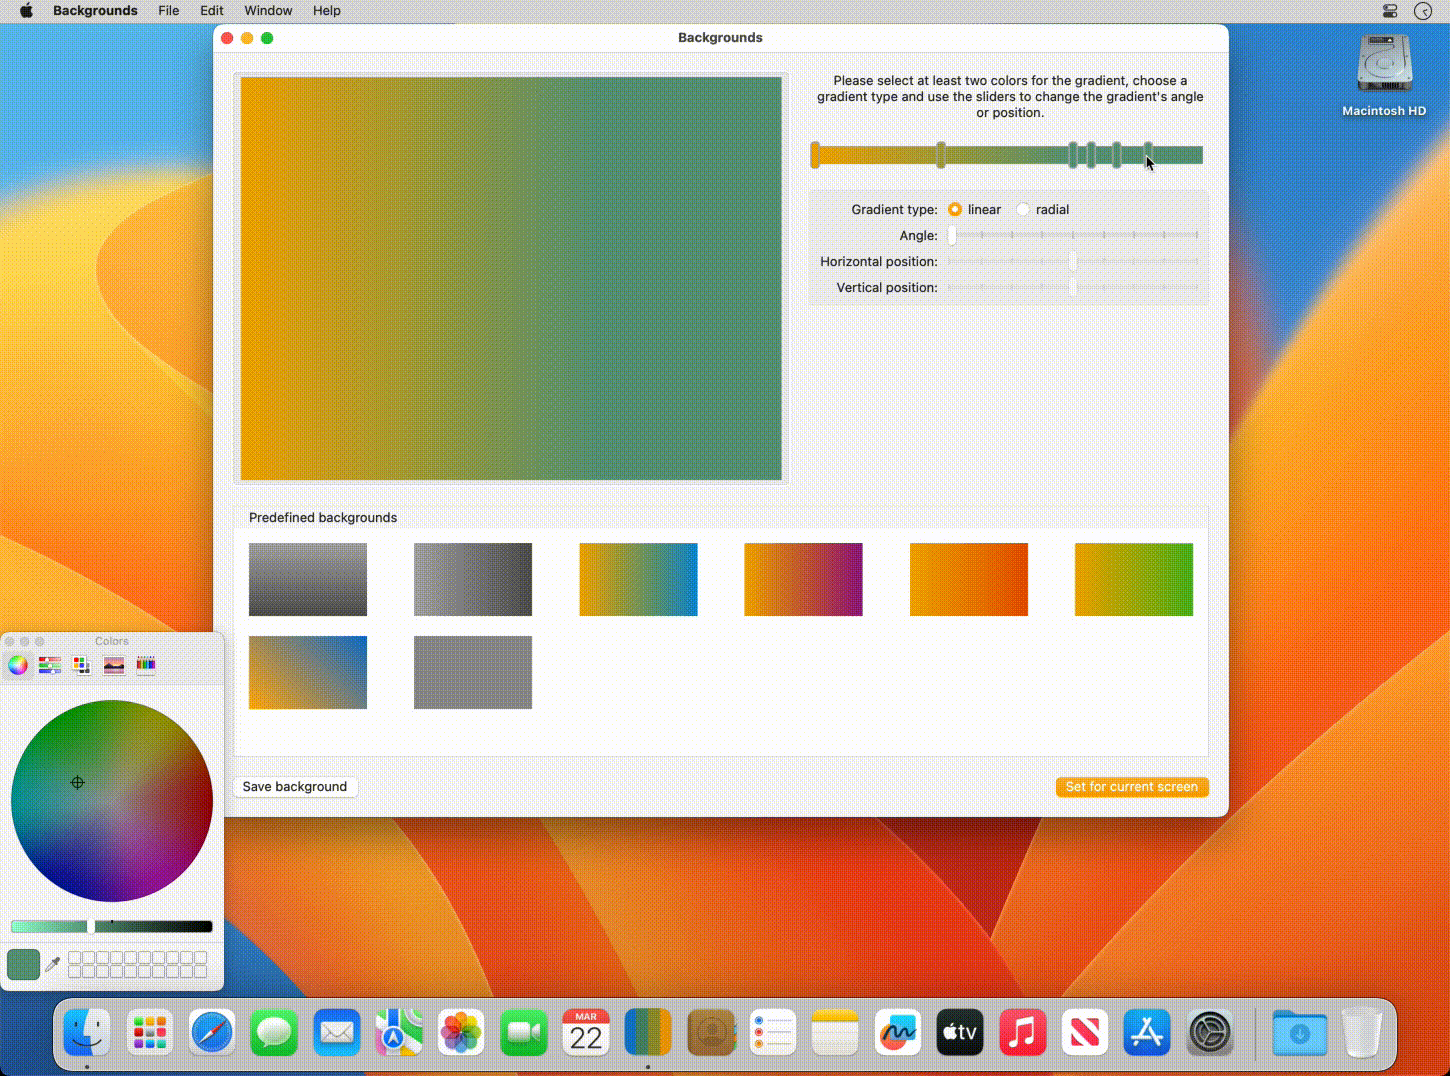 Backgrounds File Edit Window Help
Backgrounds
Macintosh HD
Please select at least two colors for the gradient, choose a
gradient type and use the sliders to change the gradient's angle
or position.
Gradient type: linear radial
Angle:
Horizontal position:
Vertical position:
Predefined backgrounds
Colors
Save background
Set for current screen
MAR
22
tv